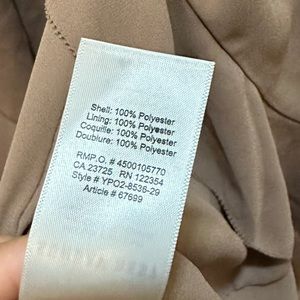 Shell: 100% Polyester
Lining: 100% Polyester
Coquille: 100% Polyester
Doublure: 100% Polyester
RMP.O. # 4500105770
CA 23725 RN 122354
Style # YPO2-8536-29
Article # 67699